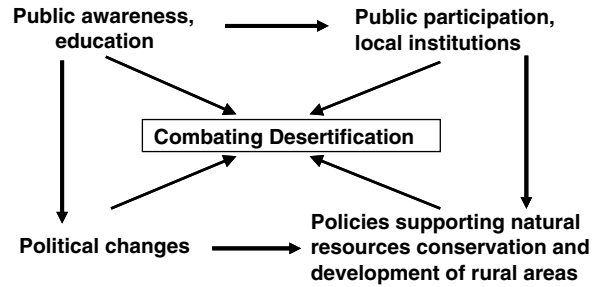 Public awareness,
education
Public participation,
local institutions
Combating Desertification
Political changes
Policies supporting natural
resources conservation and
development of rural areas